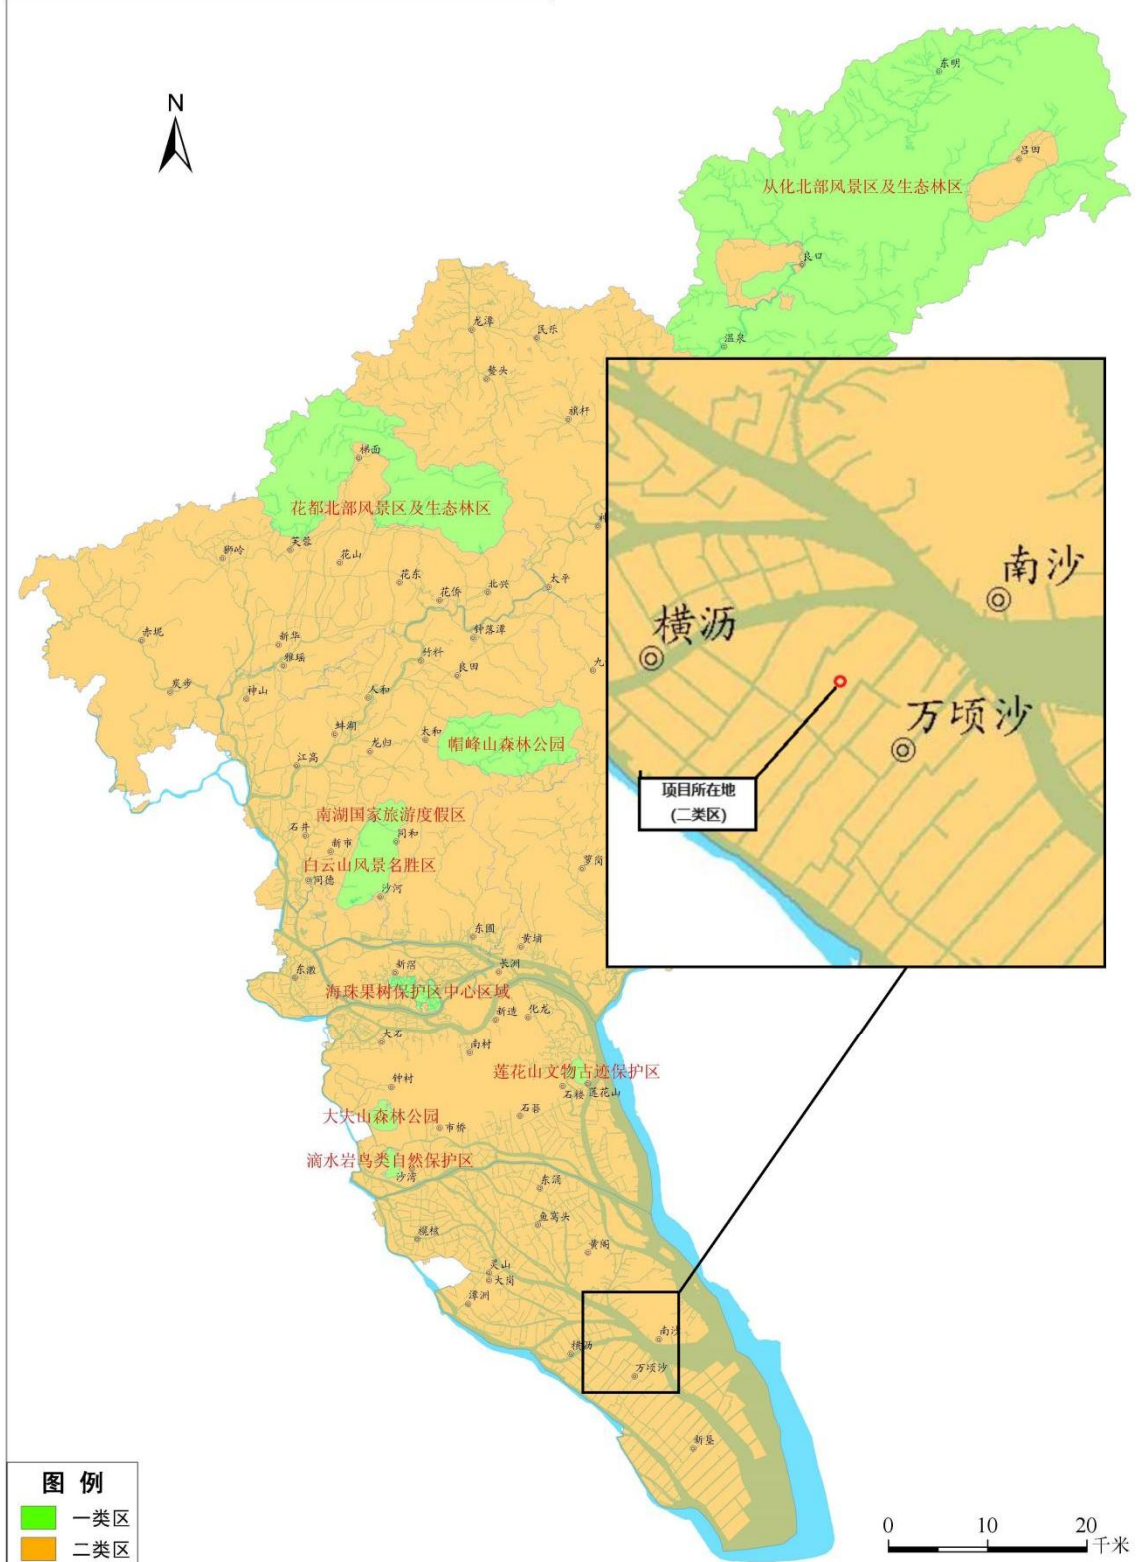 N
东明
吕田
从化北部风景区及生态林区
良口
温泉
龙潭
民乐
鳌头
旗杆
梯面
花都北部风景区及生态林区
狮岭
芙蓉
花山
花东
花侨
北兴
太平
神
赤坭
新华
雅瑶
钟落潭
竹料
良田
九
炭步
神山
人和
蚌湖
太和
龙归
帽峰山森林公园
江高
南湖国家旅游度假区
石井
新市
同和
白云山风景名胜区
萝岗
同德
沙河
东圃
黄埔
东漖
新滘
长洲
海珠果树保护区中心区域
新造
化龙
大石
南村
莲花山文物古迹保护区
钟村
石楼
莲花山
石碁
大夫山森林公园
市桥
滴水岩鸟类自然保护区
沙湾
东涌
鱼窝头
榄核
黄阁
灵山
大岗
潭洲
南沙
横沥
万顷沙
新垦
南沙
横沥
万顷沙
项目所在地
(二类区)
图 例
一类区
二类区
0 10 20
千米